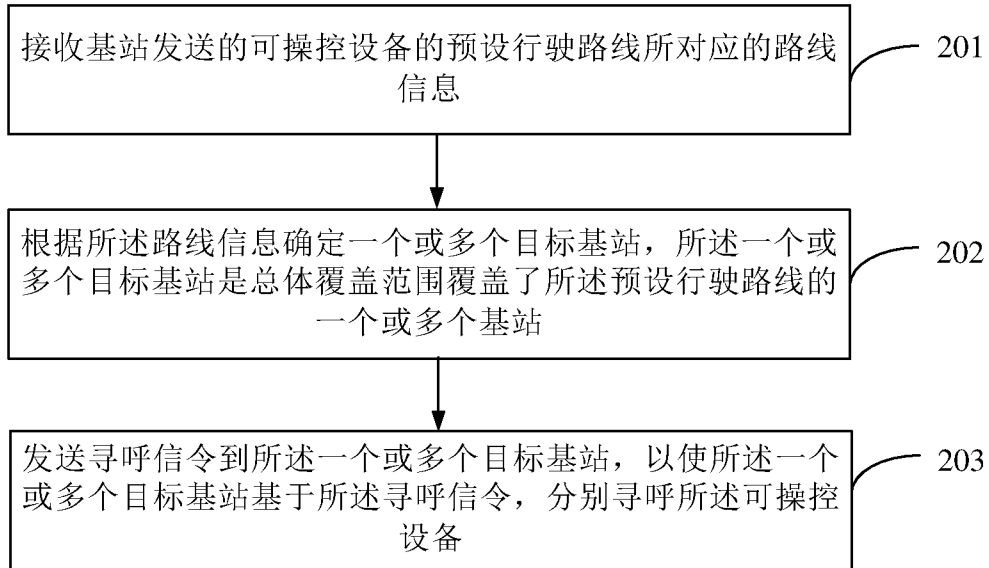 接收基站发送的可操控设备的预设行驶路线所对应的路线
信息
201
根据所述路线信息确定一个或多个目标基站，所述一个或
多个目标基站是总体覆盖范围覆盖了所述预设行驶路线的
一个或多个基站
202
发送寻呼信令到所述一个或多个目标基站，以使所述一个
或多个目标基站基于所述寻呼信令，分别寻呼所述可操控
设备
203